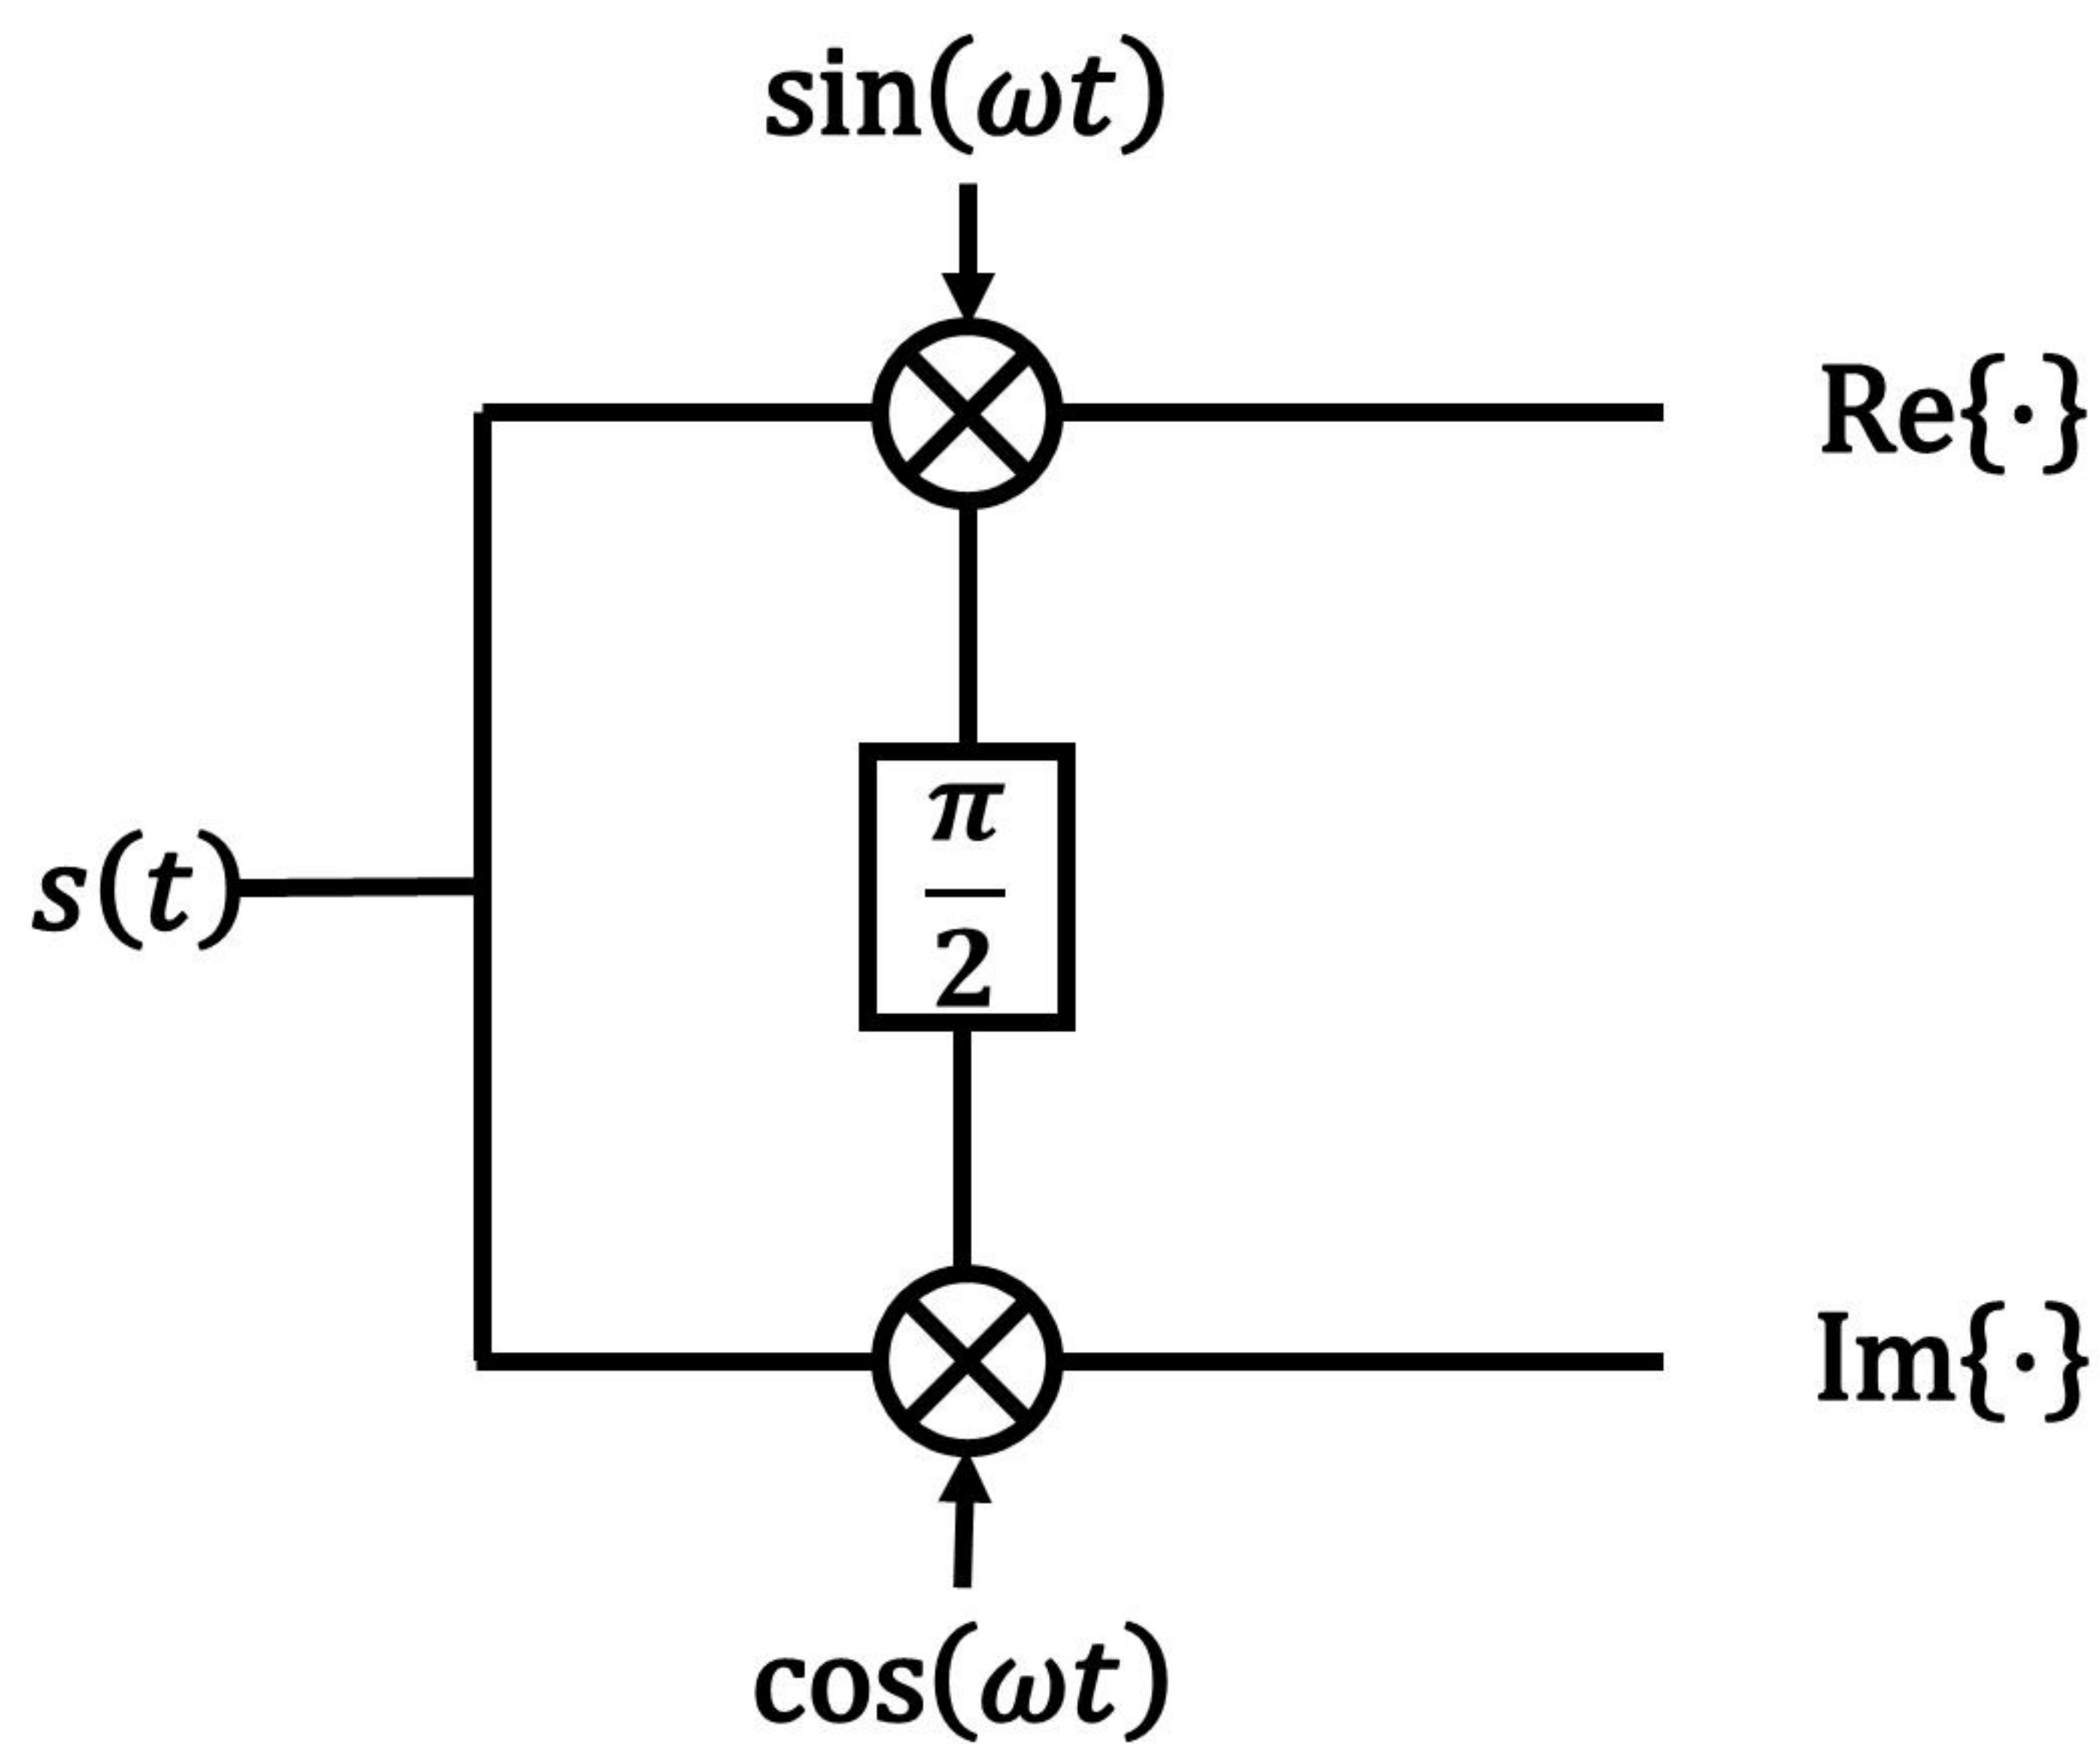 sin(ωt)
Re{·}
π
2
s(t)
Im{·}
cos(ωt)